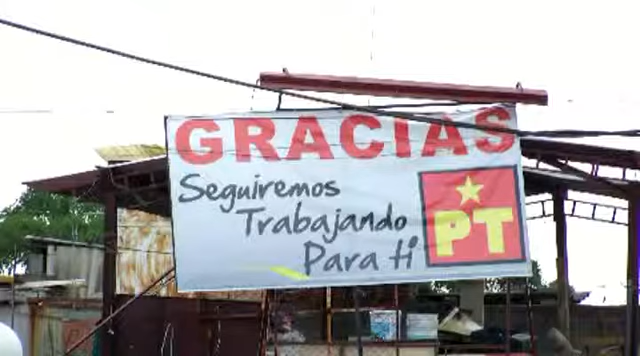 GRACIAS
Seguiremos
Trabajando
Para ti
PT